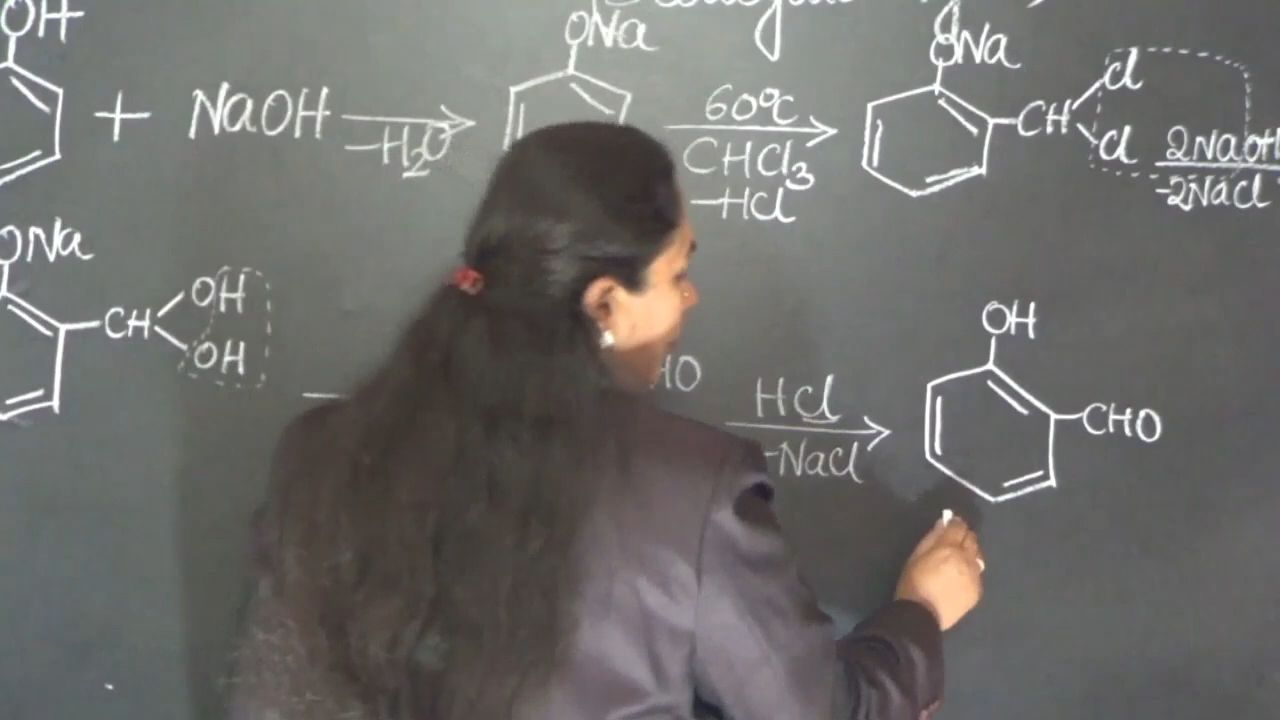 OH ONa ONa
+ NaOH -H2O 60°C CHCl3 -HCl CH Cl Cl 2NaOH -2NaCl
ONa CH OH OH
HO HCl -NaCl OH CHO